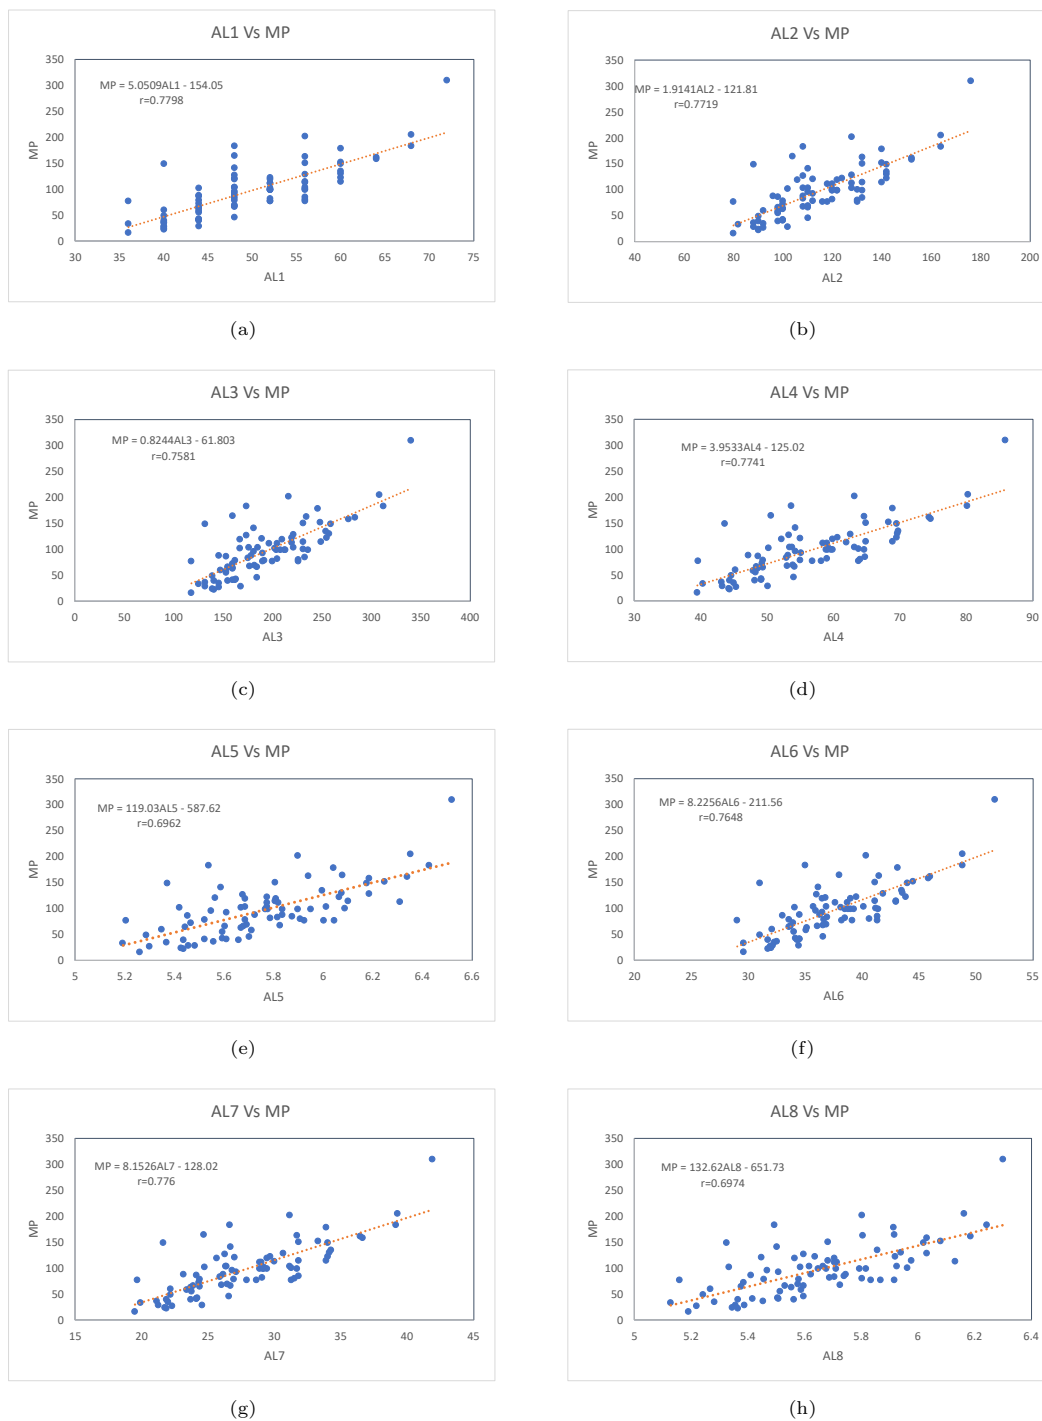 AL1 Vs MP
350
300
250
200
150
100
50
0
MP
MP = 5.0509AL1 - 154.05
r=0.7798
30 35 40 45 50 55 60 65 70 75
AL1
(a)
AL2 Vs MP
350
300
250
200
150
100
50
0
MP
MP = 1.9141AL2 - 121.81
r=0.7719
40 60 80 100 120 140 160 180 200
AL2
(b)
AL3 Vs MP
350
300
250
200
150
100
50
0
MP
MP = 0.8244AL3 - 61.803
r=0.7581
0 50 100 150 200 250 300 350 400
AL3
(c)
AL4 Vs MP
350
300
250
200
150
100
50
0
MP
MP = 3.9533AL4 - 125.02
r=0.7741
30 40 50 60 70 80 90
AL4
(d)
AL5 Vs MP
350
300
250
200
150
100
50
0
MP
MP = 119.03AL5 - 587.62
r=0.6962
5 5.2 5.4 5.6 5.8 6 6.2 6.4 6.6
AL5
(e)
AL6 Vs MP
350
300
250
200
150
100
50
0
MP
MP = 8.2256AL6 - 211.56
r=0.7648
20 25 30 35 40 45 50 55
AL6
(f)
AL7 Vs MP
350
300
250
200
150
100
50
0
MP
MP = 8.1526AL7 - 128.02
r=0.776
15 20 25 30 35 40 45
AL7
(g)
AL8 Vs MP
350
300
250
200
150
100
50
0
MP
MP = 132.62AL8 - 651.73
r=0.6974
5 5.2 5.4 5.6 5.8 6 6.2 6.4
AL8
(h)